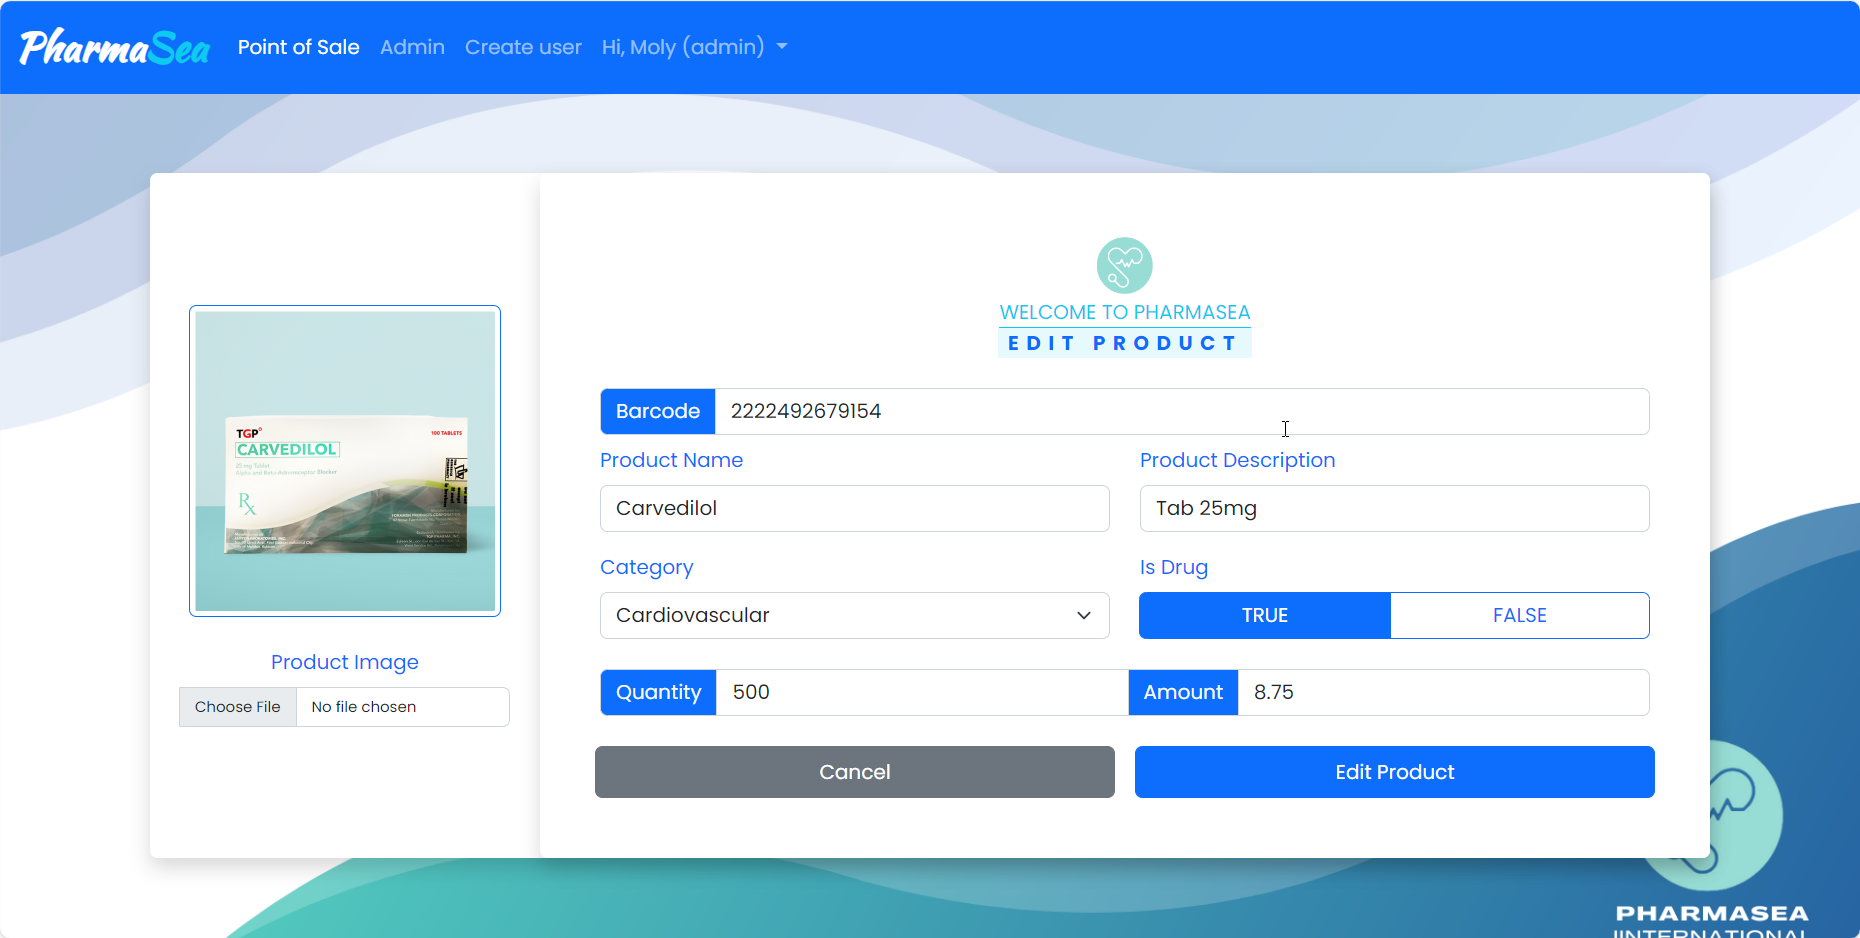 PharmaSea Point of Sale Admin Create user Hi, Moly (admin)
WELCOME TO PHARMASEA
EDIT PRODUCT
TGP
100 TABLETS
CARVEDILOL
25 mg Tablet
Alpha and Beta-Adrenoceptor Blocker
Rx
Product Image
Choose File No file chosen
Barcode 2222492679154
Product Name
Carvedilol
Product Description
Tab 25mg
Category
Cardiovascular
Is Drug
TRUE FALSE
Quantity 500 Amount 8.75
Cancel Edit Product
PHARMASEA